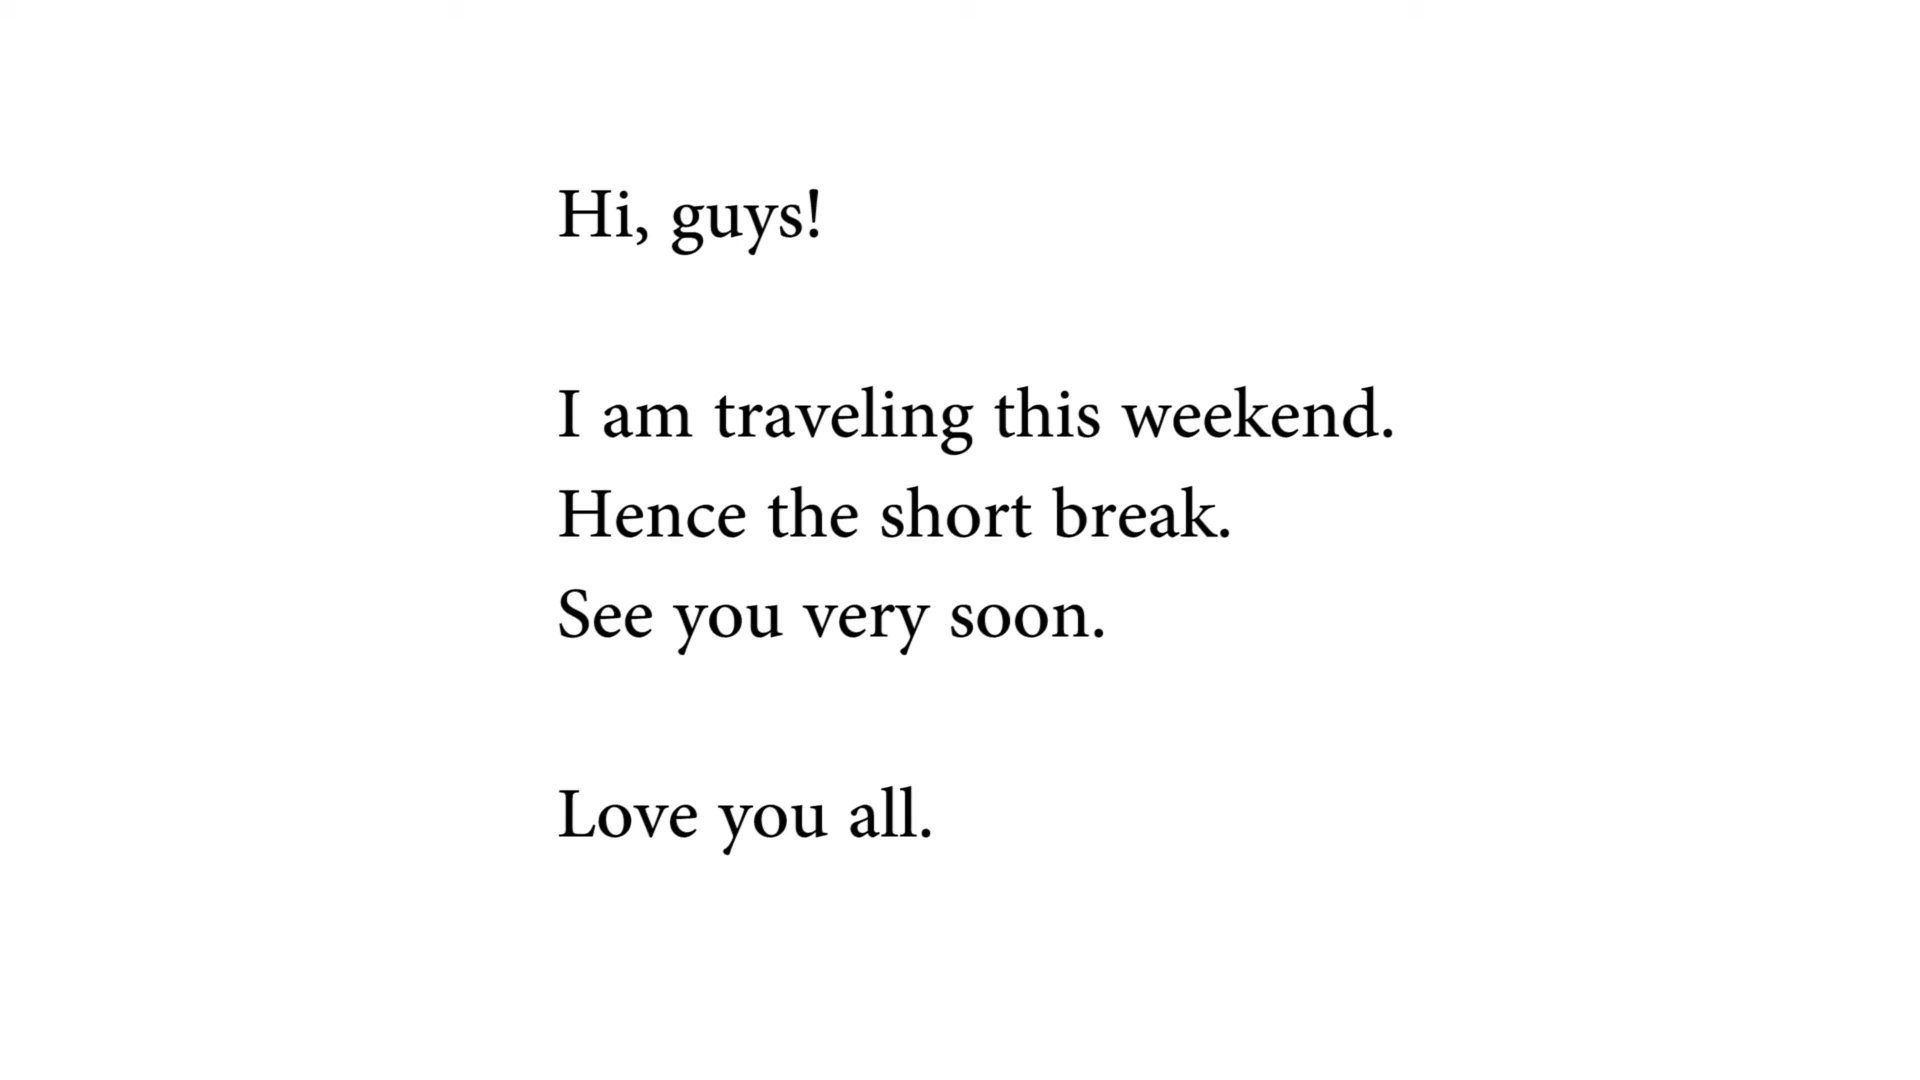 Hi, guys!
I am traveling this weekend.
Hence the short break.
See you very soon.
Love you all.